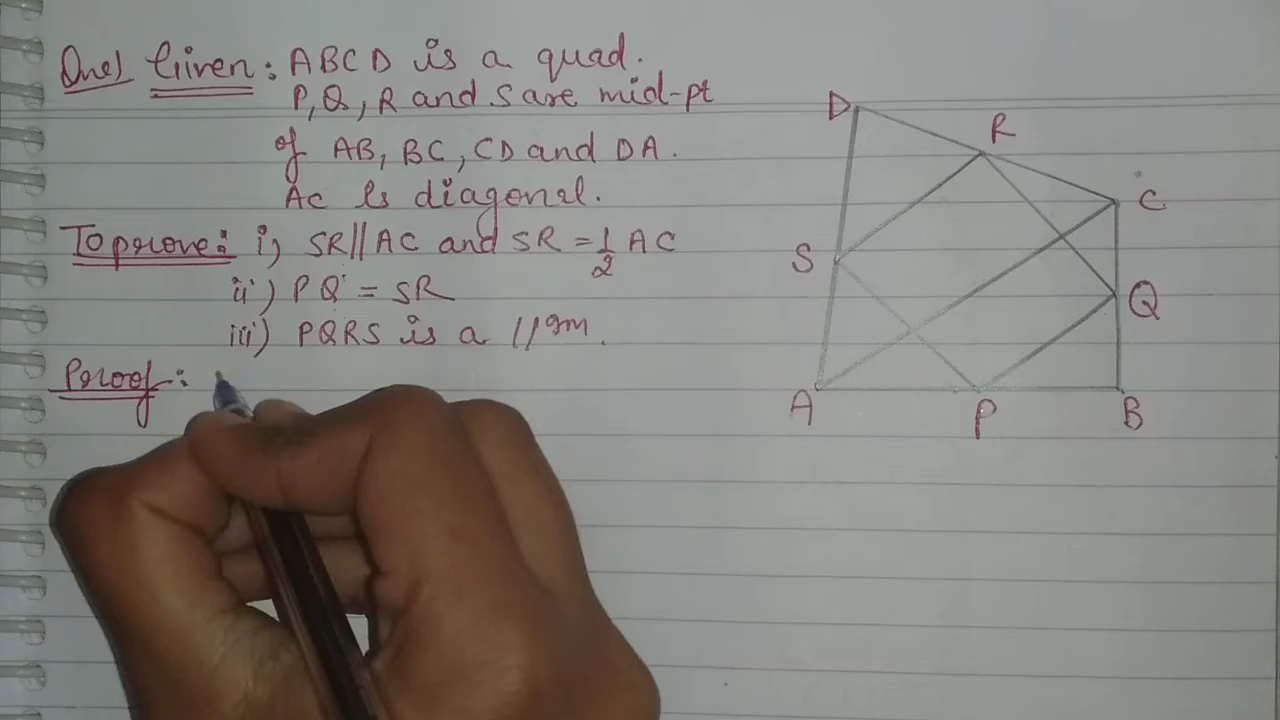 Que1 Given: ABCD is a quad.
P, Q, R and S are mid-pt
of AB, BC, CD and DA.
AC is diagonal.
To prove: i) SR||AC and SR = 1/2 AC
ii) PQ = SR
iii) PQRS is a ||gm.
Proof:
D
R
C
S
Q
A
P
B